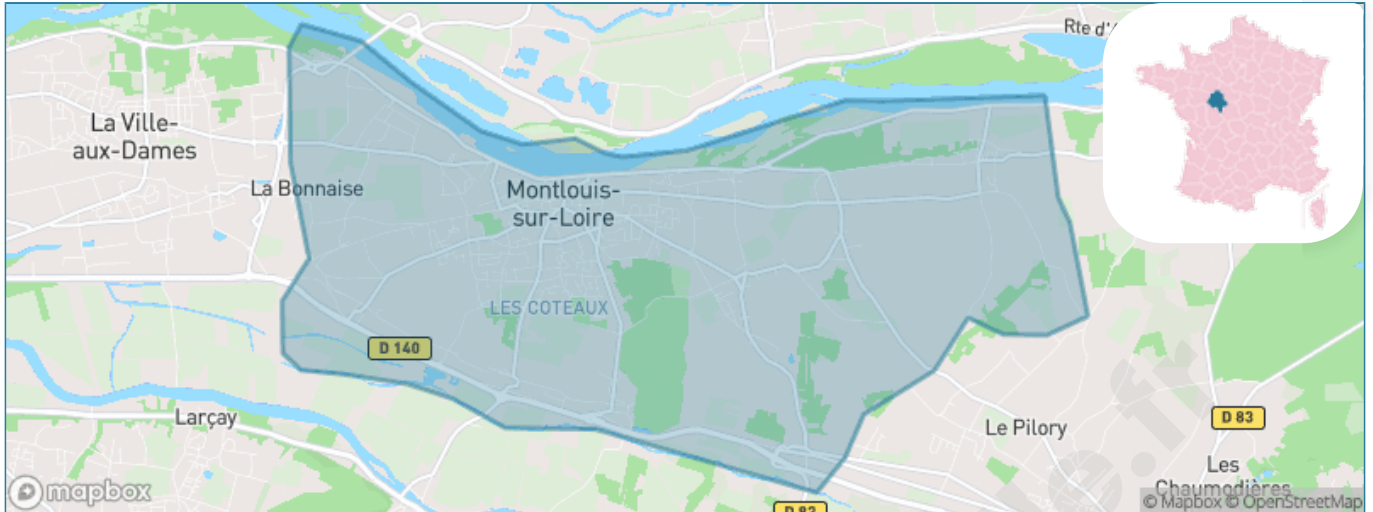 Rte d'
La Ville-
aux-Dames
La Bonnaise
Montlouis-
sur-Loire
LES COTEAUX
D 140
Larçay
Le Pilory
D 83
Les
Chaumodières
mapbox
© Mapbox © OpenStreetMap
D 83